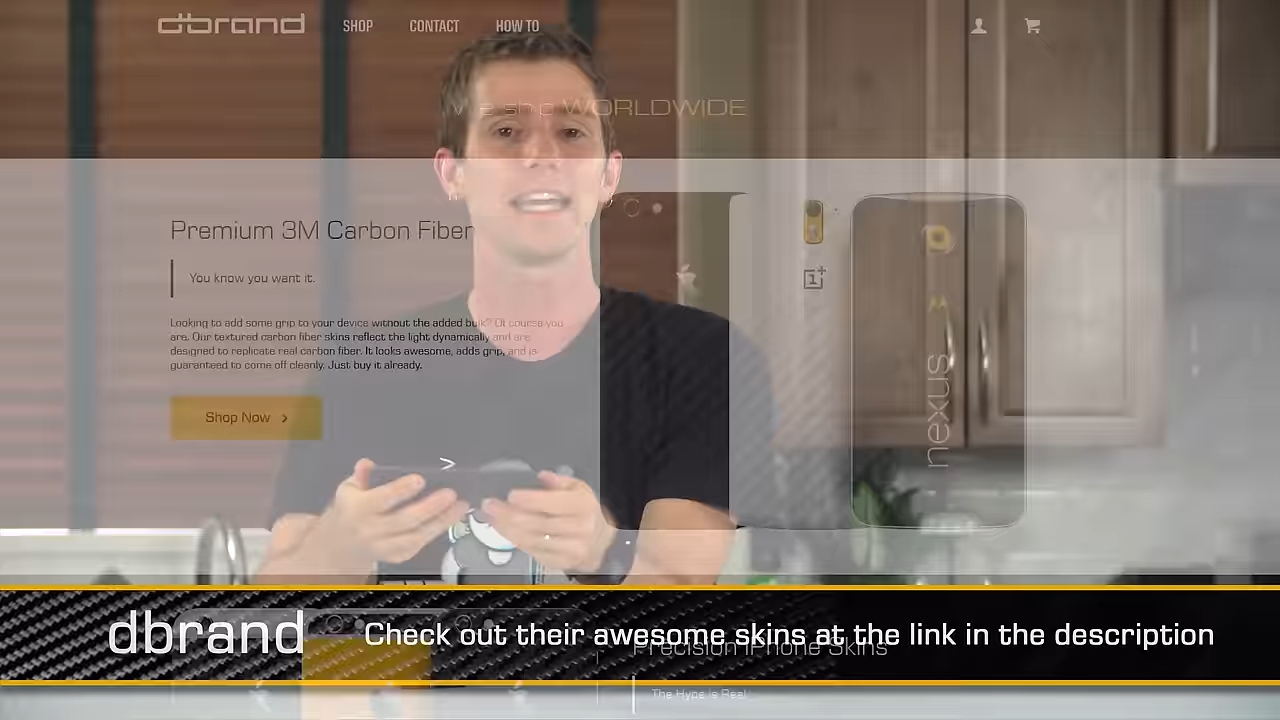 dbrand
SHOP
CONTACT
HOW TO
We ship WORLDWIDE
Premium 3M Carbon Fiber
You know you want it.
Looking to add some grip to your device without the added bulk? Of course you
are. Our textured carbon fiber skins reflect the light dynamically and are
designed to replicate real carbon fiber. It looks awesome, adds grip, and is
guaranteed to come off cleanly. Just buy it already.
Shop Now
nexus
dbrand
Check out their awesome skins at the link in the description
Precision iPhone Skins
The Hype is Real